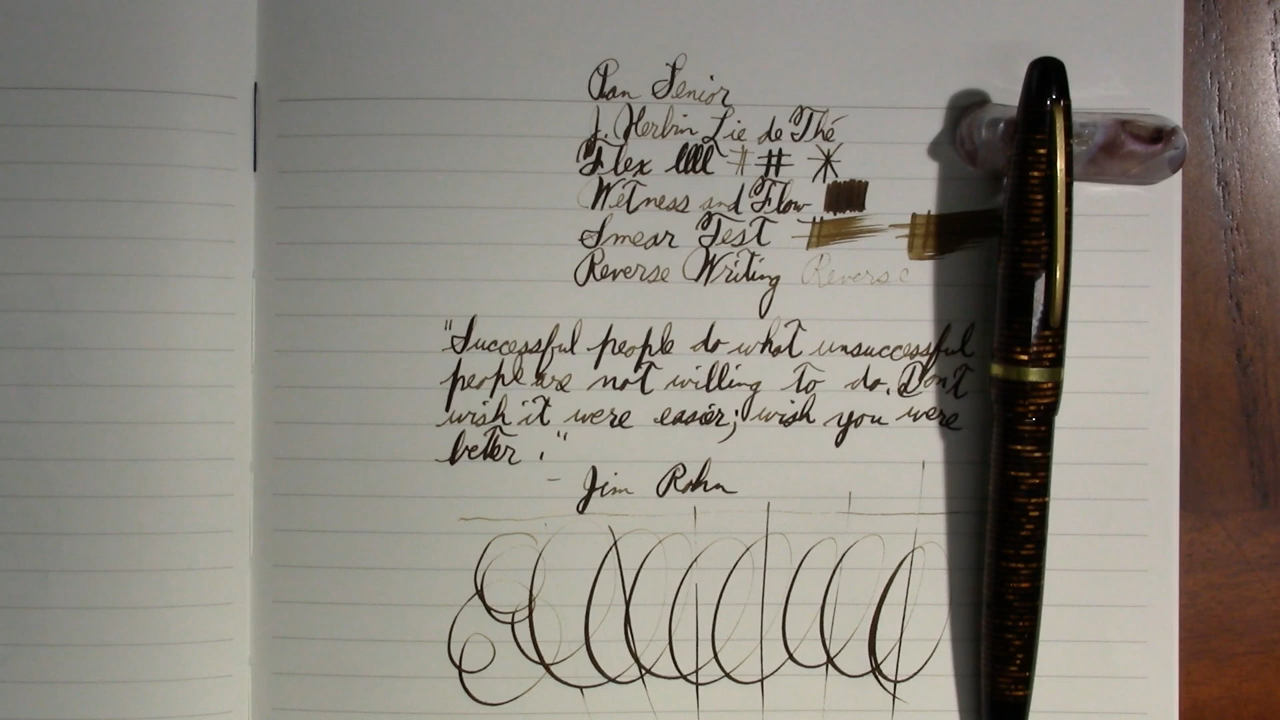 Pan Senior
J. Herbin Lie de Thé
Flex llll # # *
Wetness and Flow
Smear Test
Reverse Writing Reverse
"Successful people do what unsuccessful
people are not willing to do. Don't
wish it were easier; wish you were
better."
- Jim Rohn